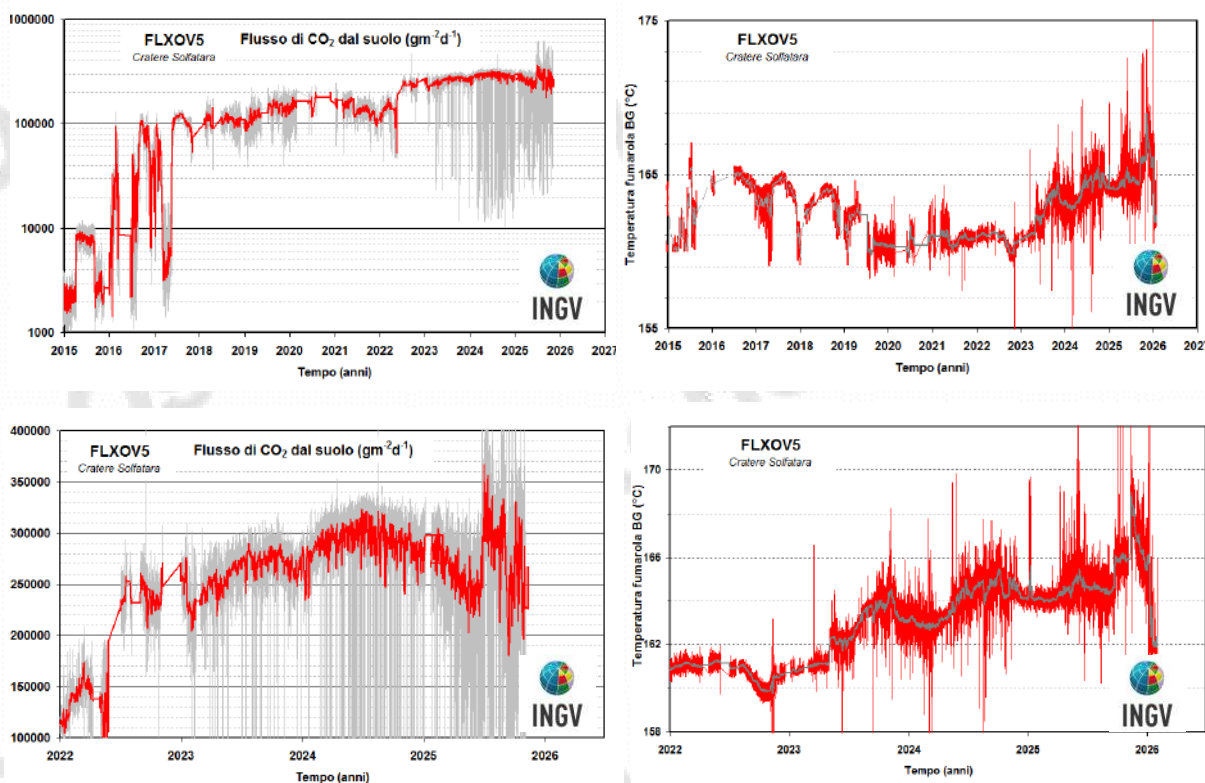 1000000
FLXOV5
Flusso di CO2 dal suolo (gm-2d-1)
Cratere Solfatara
100000
10000
1000
INGV
2015 2016 2017 2018 2019 2020 2021 2022 2023 2024 2025 2026 2027
Tempo (anni)
175
FLXOV5
Cratere Solfatara
Temperatura fumarola BG (°C)
165
155
INGV
2015 2016 2017 2018 2019 2020 2021 2022 2023 2024 2025 2026 202
Tempo (anni)
400000
FLXOV5
Flusso di CO2 dal suolo (gm-2d-1)
Cratere Solfatara
350000
300000
250000
200000
150000
100000
INGV
2022 2023 2024 2025 2026
Tempo (anni)
FLXOV5
Cratere Solfatara
Temperatura fumarola BG (°C)
170
166
162
158
INGV
2022 2023 2024 2025 2026
Tempo (anni)